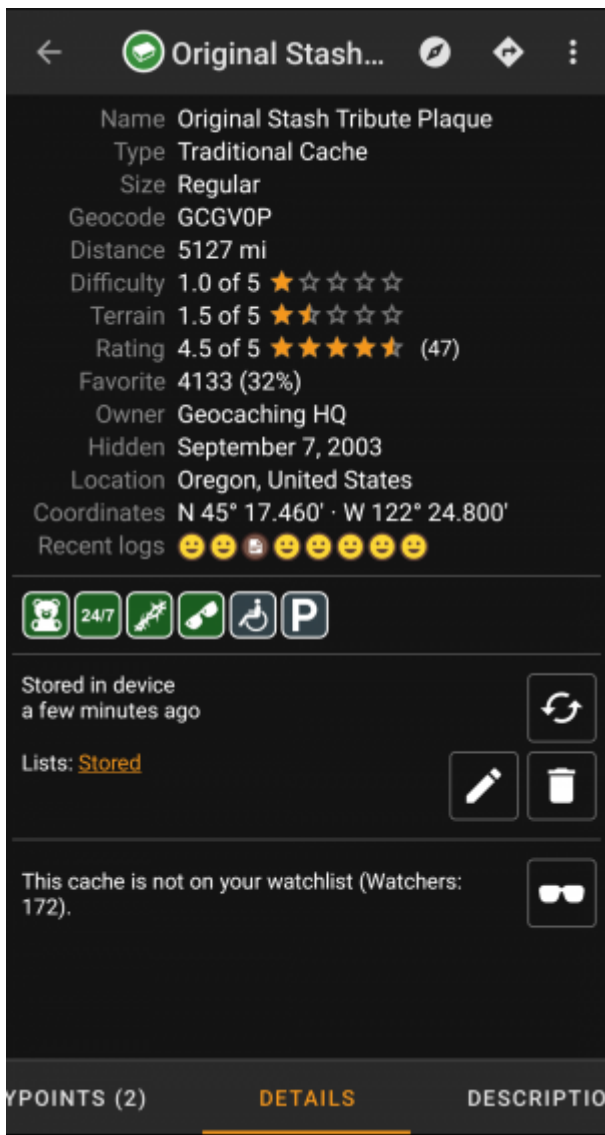 Original Stash...
Name Original Stash Tribute Plaque
Type Traditional Cache
Size Regular
Geocode GCGV0P
Distance 5127 mi
Difficulty 1.0 of 5
Terrain 1.5 of 5
Rating 4.5 of 5 (47)
Favorite 4133 (32%)
Owner Geocaching HQ
Hidden September 7, 2003
Location Oregon, United States
Coordinates N 45° 17.460' · W 122° 24.800'
Recent logs
24/7 P
Stored in device
a few minutes ago
Lists: Stored
This cache is not on your watchlist (Watchers:
172).
YPOINTS (2) DETAILS DESCRIPTIO